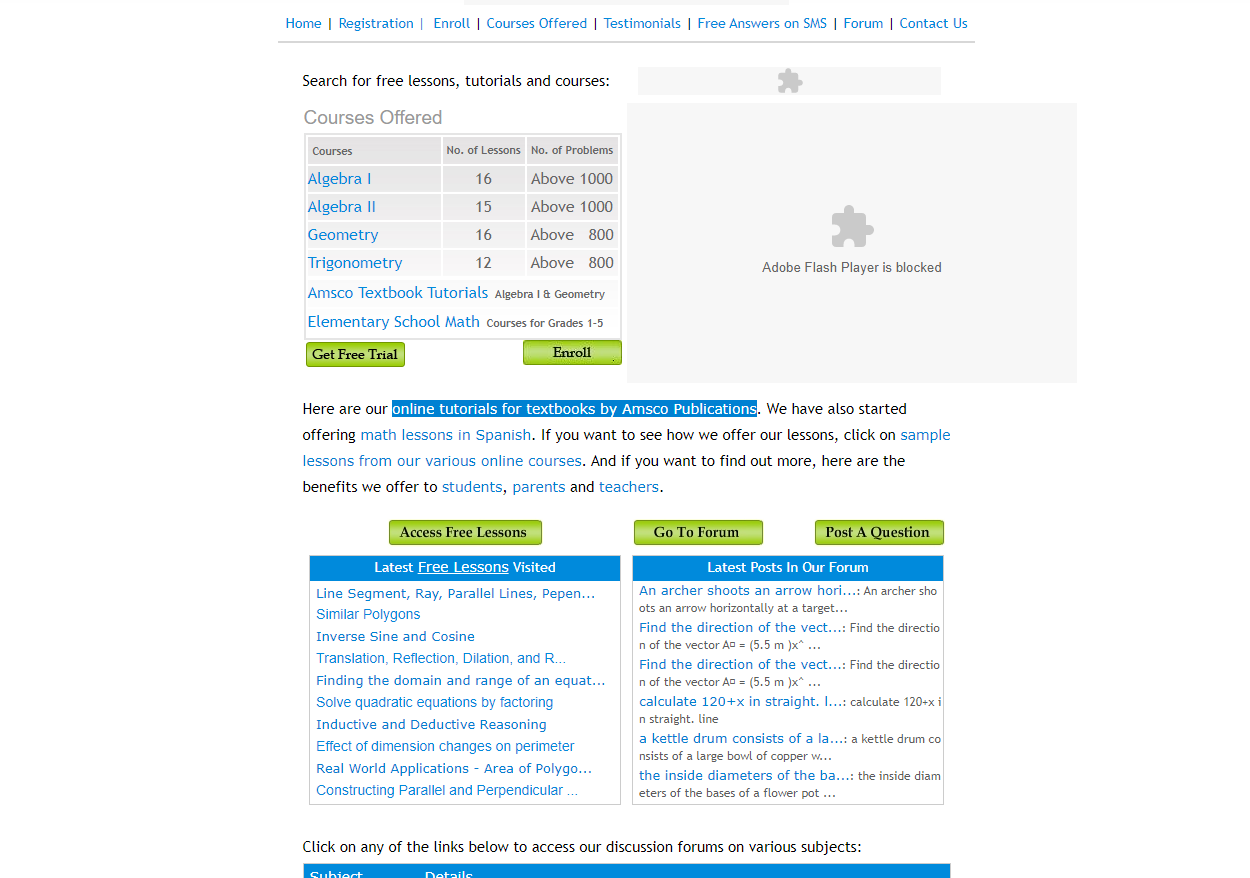 Home | Registration | Enroll | Courses Offered | Testimonials | Free Answers on SMS | Forum | Contact Us
Search for free lessons, tutorials and courses:
Courses Offered
Courses No. of Lessons No. of Problems
Algebra I 16 Above 1000
Algebra II 15 Above 1000
Geometry 16 Above 800
Trigonometry 12 Above 800
Amsco Textbook Tutorials Algebra I & Geometry
Elementary School Math Courses for Grades 1-5
Get Free Trial Enroll
Adobe Flash Player is blocked
Here are our online tutorials for textbooks by Amsco Publications. We have also started
offering math lessons in Spanish. If you want to see how we offer our lessons, click on sample
lessons from our various online courses. And if you want to find out more, here are the
benefits we offer to students, parents and teachers.
Access Free Lessons Go To Forum Post A Question
Latest Free Lessons Visited
Line Segment, Ray, Parallel Lines, Pepen...
Similar Polygons
Inverse Sine and Cosine
Translation, Reflection, Dilation, and R...
Finding the domain and range of an equat...
Solve quadratic equations by factoring
Inductive and Deductive Reasoning
Effect of dimension changes on perimeter
Real World Applications - Area of Polygo...
Constructing Parallel and Perpendicular ...
Latest Posts In Our Forum
An archer shoots an arrow hori...: An archer sho
ots an arrow horizontally at a target...
Find the direction of the vect...: Find the directio
n of the vector A¤ = (5.5 m )x^ ...
Find the direction of the vect...: Find the directio
n of the vector A¤ = (5.5 m )x^ ...
calculate 120+x in straight. l...: calculate 120+x i
n straight. line
a kettle drum consists of a la...: a kettle drum co
nsists of a large bowl of copper w...
the inside diameters of the ba...: the inside diam
eters of the bases of a flower pot ...
Click on any of the links below to access our discussion forums on various subjects:
Subject Details